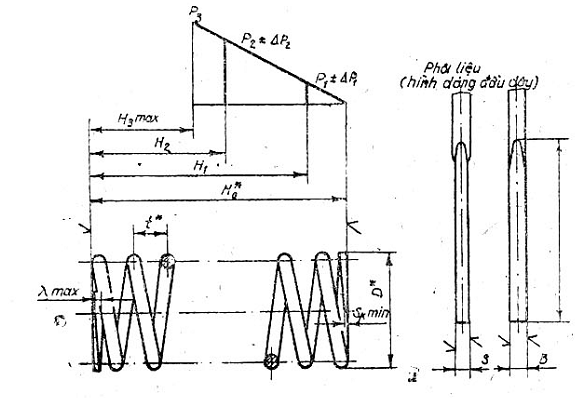 P3
P2 ± ΔP2
P1 ± ΔP1
Phôi liệu
(hình dáng đầu dây)
H3 max
H2
H1
H0*
t*
λ max
D*
Sk min
S
B